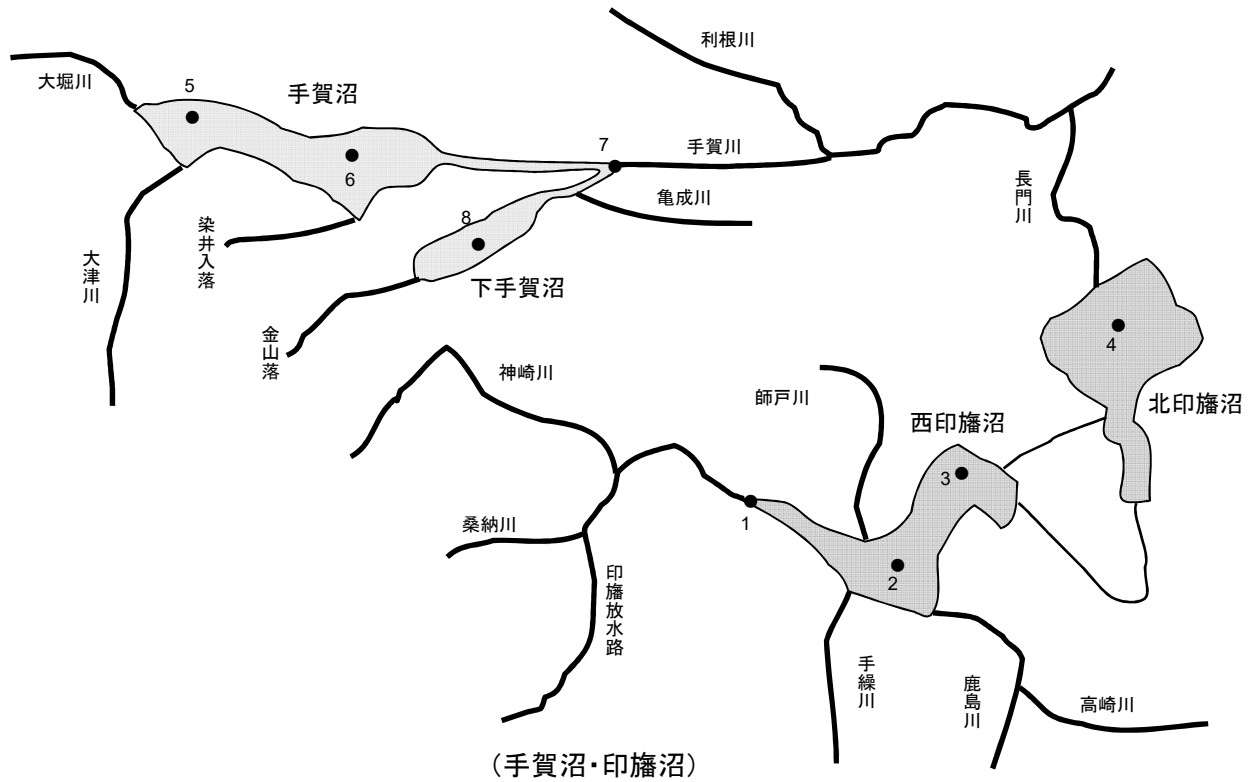 利根川
大堀川
5
手賀沼
7
手賀川
6
亀成川
長門川
染井入落
8
大津川
下手賀沼
金山落
4
神崎川
師戸川
北印旛沼
西印旛沼
3
1
桑納川
2
印旛放水路
手繰川
鹿島川
高崎川
(手賀沼・印旛沼)